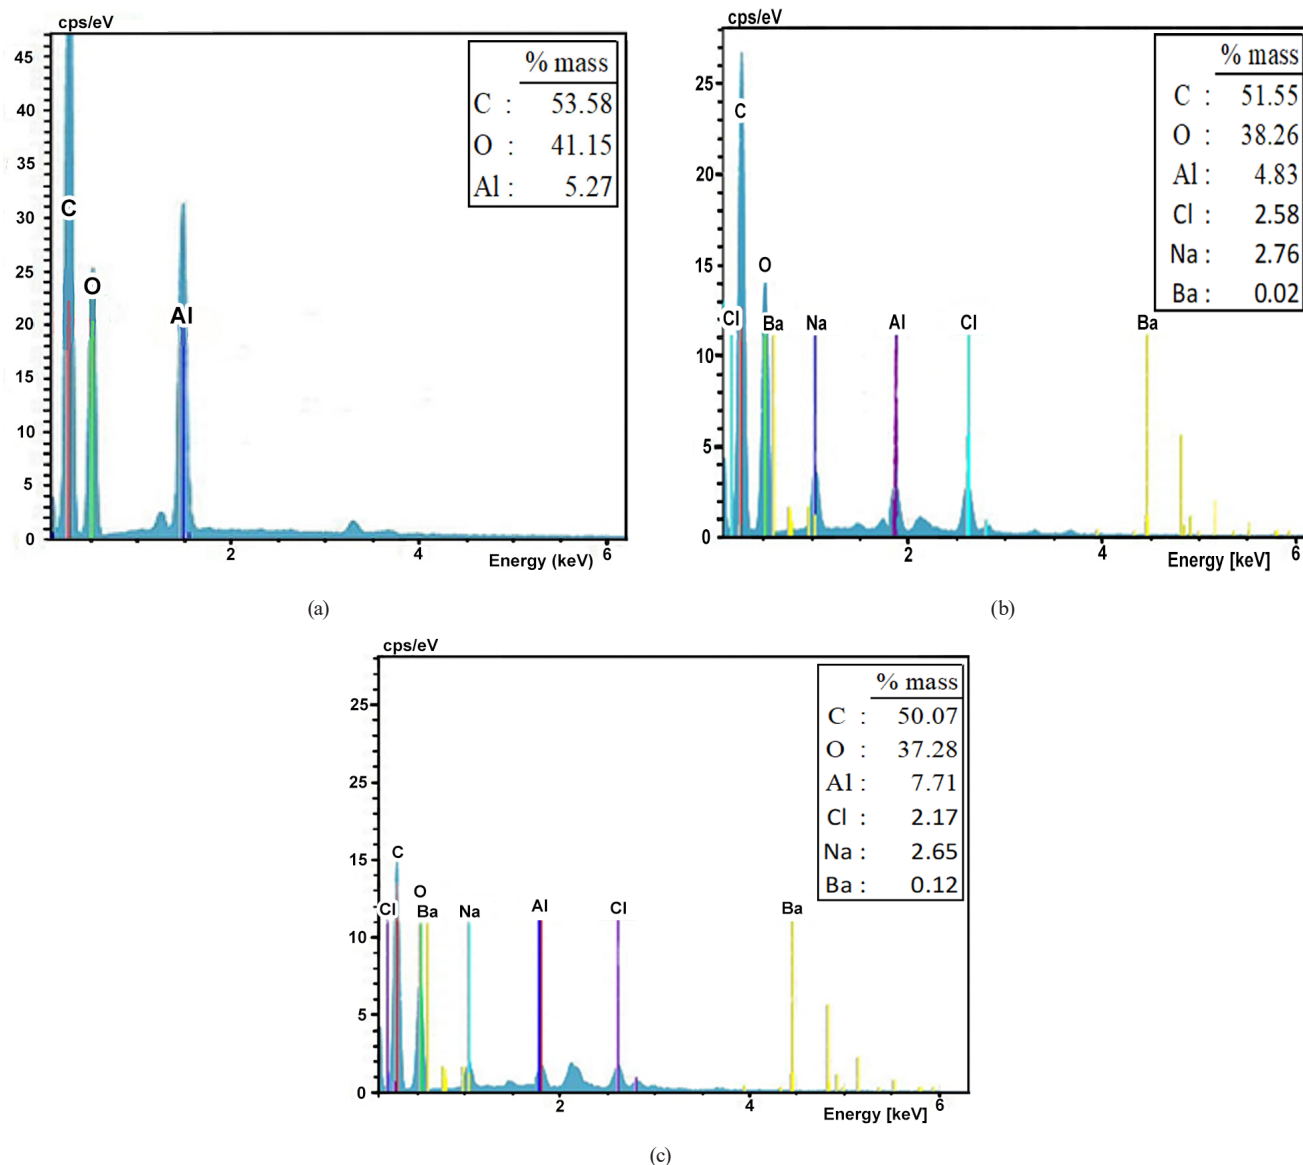 cps/eV
45
40
35
30
25
20
15
10
5
0
C
O
Al
% mass
C : 53.58
O : 41.15
Al : 5.27
2
4
6
Energy (keV)
(a)
cps/eV
25
20
15
10
5
0
C
O
Cl
Ba
Na
Al
Cl
Ba
% mass
C : 51.55
O : 38.26
Al : 4.83
Cl : 2.58
Na : 2.76
Ba : 0.02
2
4
6
Energy [keV]
(b)
cps/eV
25
25
15
10
5
0
C
O
Cl
Ba
Na
Al
Cl
Ba
% mass
C : 50.07
O : 37.28
Al : 7.71
Cl : 2.17
Na : 2.65
Ba : 0.12
2
4
6
Energy [keV]
(c)